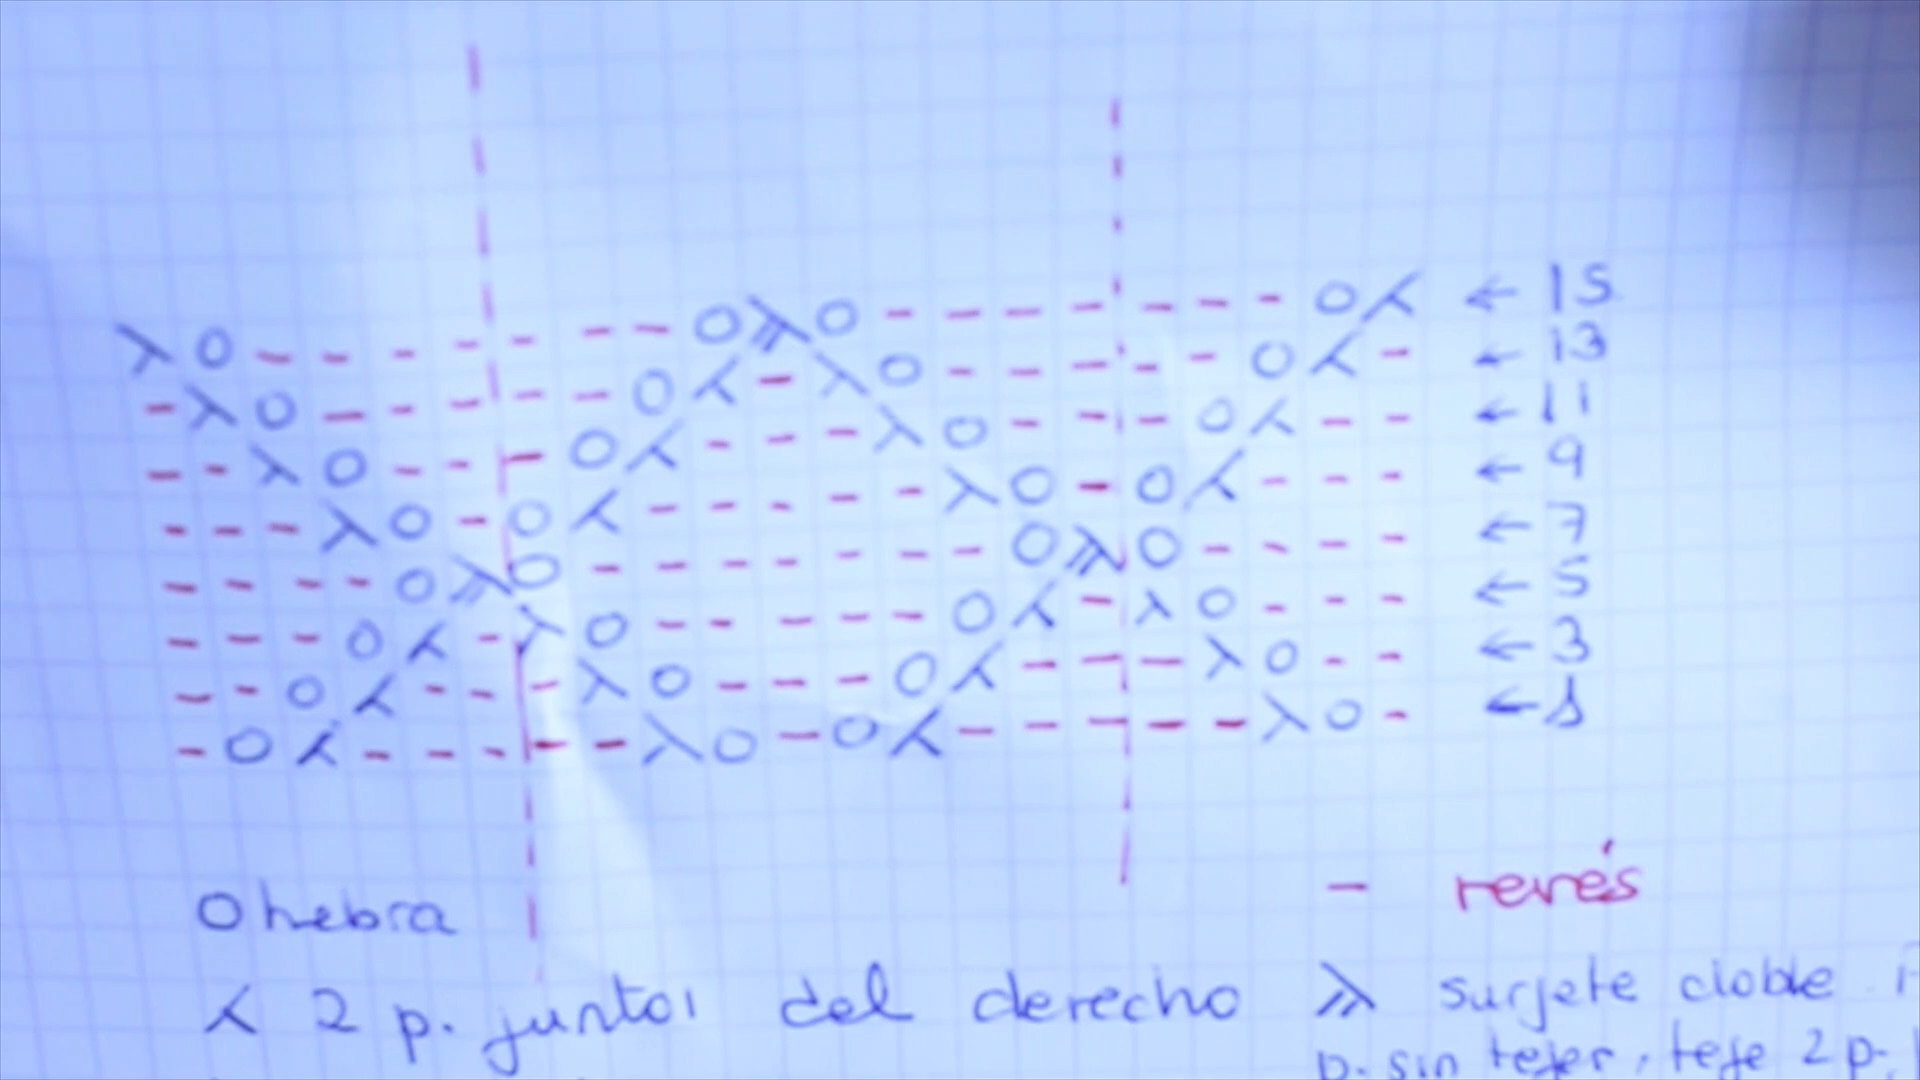 λ O - - - - - - - O ⩚ O - - - - - - - O ⋌ ← 15
- λ O - - - - - - O ⋌ - λ O - - - - - - O ⋌ - ← 13
- - λ O - - - - O ⋌ - - - λ O - - - - O ⋌ - - ← 11
- - - λ O - O ⋌ - - - - - λ O - O ⋌ - - - ← 9
- - - - O ⩚ O - - - - - - - O ⩚ O - - - - ← 7
- - - O ⋌ - λ O - - - - - - O ⋌ - λ O - - - ← 5
- - O ⋌ - - - λ O - - - O ⋌ - - - λ O - - ← 3
- O ⋌ - - - - - λ O - O ⋌ - - - - - λ O - ← 1
O hebra - revés
⋌ 2 p. juntos del derecho ⩚ surjete doble
p. sin tejer, teje 2 p.